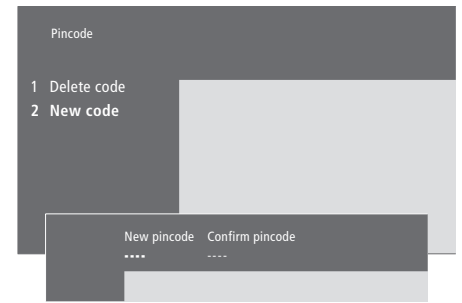 Pincode
1 Delete code
2 New code
New pincode Confirm pincode
---- ----